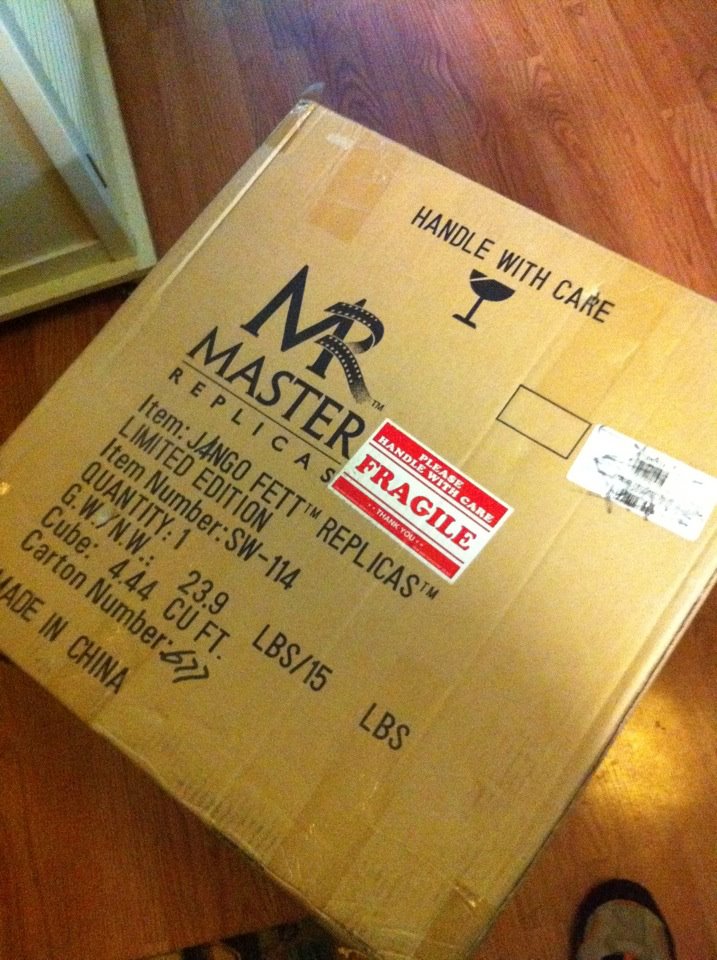 HANDLE WITH CARE
MR
MASTER
REPLICAS
PLEASE
HANDLE WITH CARE
FRAGILE
THANK YOU
Item: JANGO FETT™ REPLICAS™
LIMITED EDITION
Item Number: SW-114
QUANTITY: 1
G.W./N.W.: 23.9 LBS/15 LBS
Cube: 4.44 CU FT.
Carton Number: 677
MADE IN CHINA